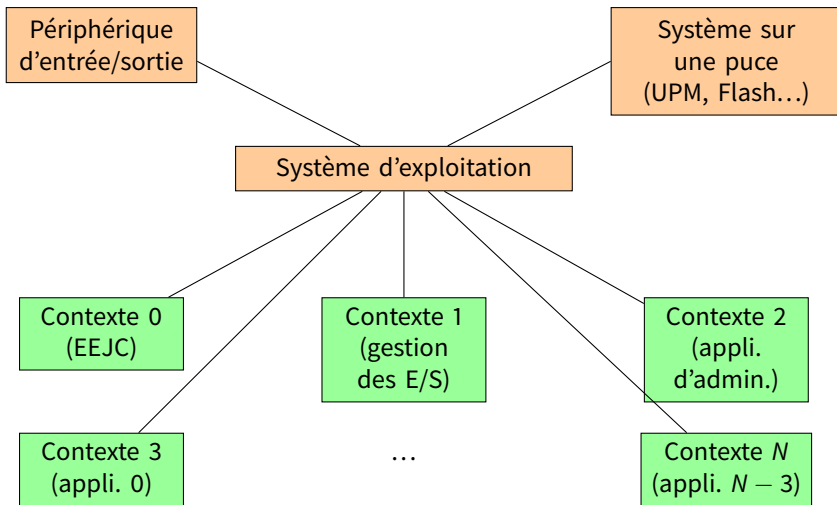 Périphérique
d'entrée/sortie
Système sur
une puce
(UPM, Flash…)
Système d'exploitation
Contexte 0
(EEJC)
Contexte 1
(gestion
des E/S)
Contexte 2
(appli.
d'admin.)
Contexte 3
(appli. 0)
…
Contexte N
(appli. N − 3)